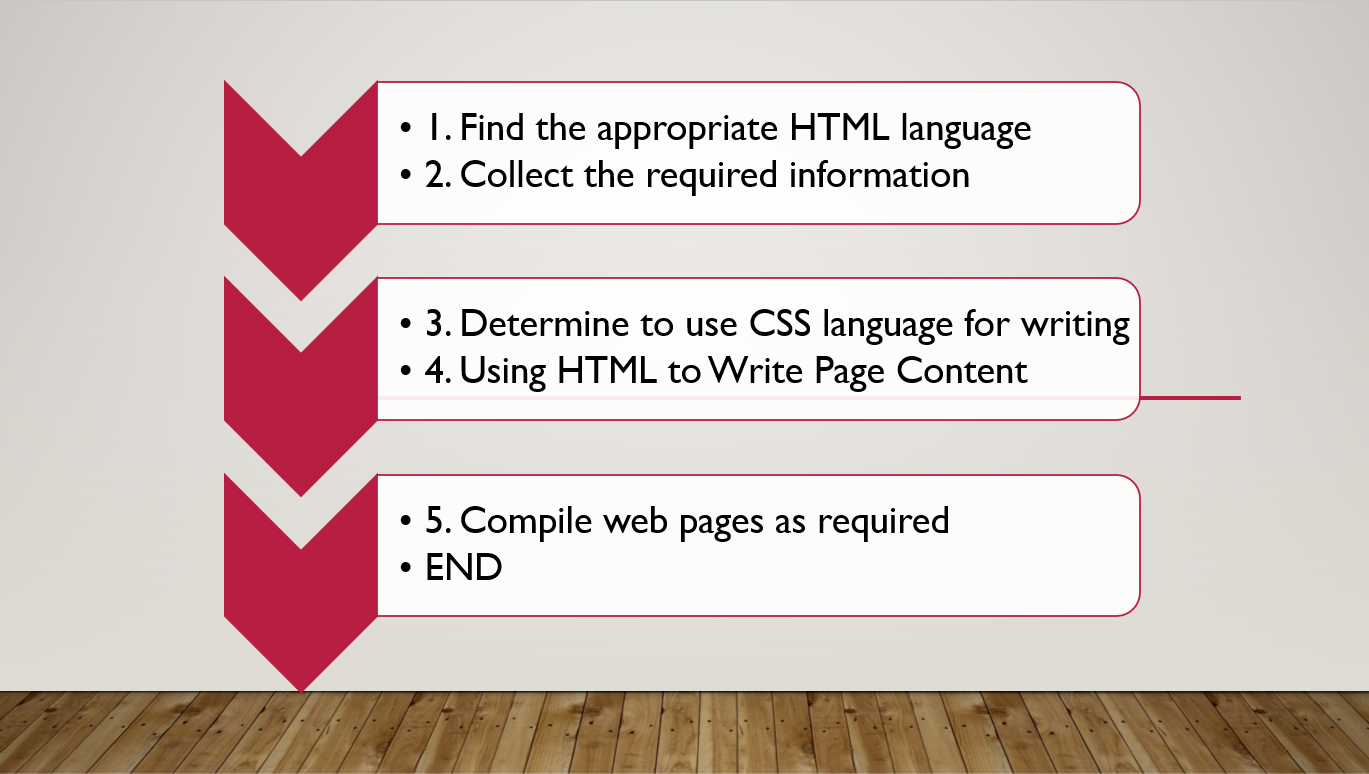 • 1. Find the appropriate HTML language
• 2. Collect the required information
• 3. Determine to use CSS language for writing
• 4. Using HTML to Write Page Content
• 5. Compile web pages as required
• END